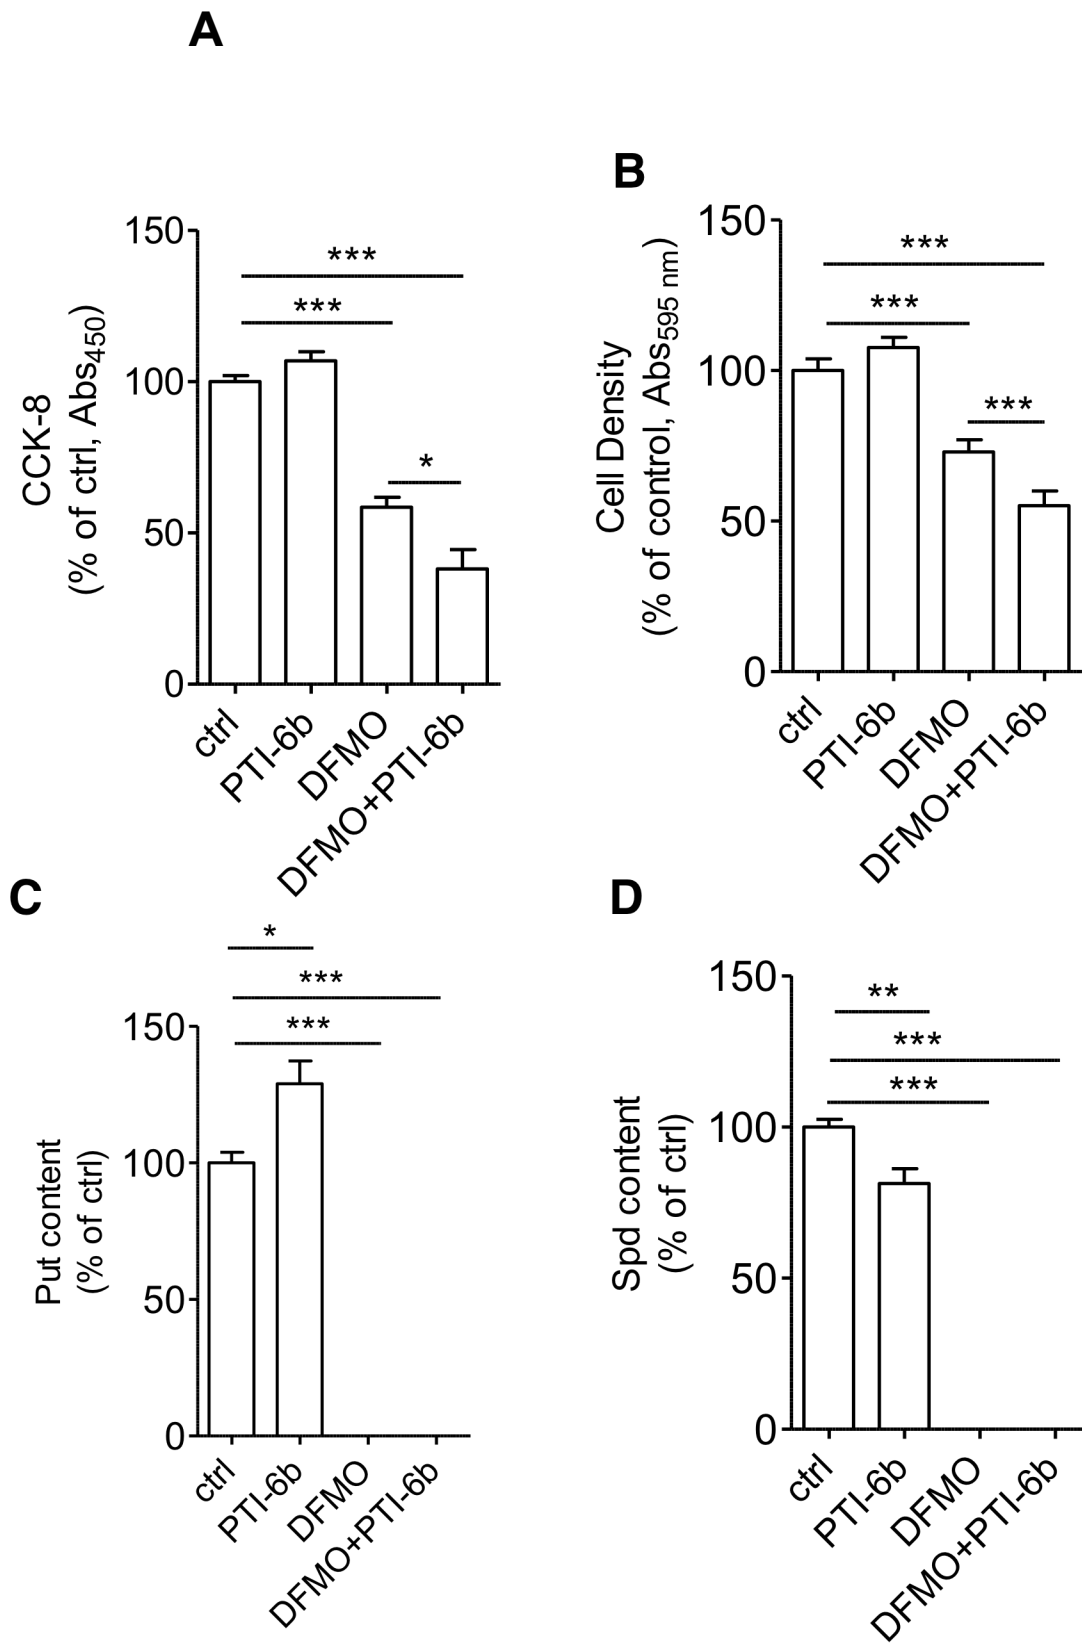 A
150
100
50
0
CCK-8
(% of ctrl, Abs450)
***
***
*
ctrl
PTI-6b
DFMO
DFMO+PTI-6b
B
150
100
50
0
Cell Density
(% of control, Abs595 nm)
***
***
***
ctrl
PTI-6b
DFMO
DFMO+PTI-6b
C
150
100
50
0
Put content
(% of ctrl)
*
***
***
ctrl
PTI-6b
DFMO
DFMO+PTI-6b
D
150
100
50
0
Spd content
(% of ctrl)
**
***
***
ctrl
PTI-6b
DFMO
DFMO+PTI-6b